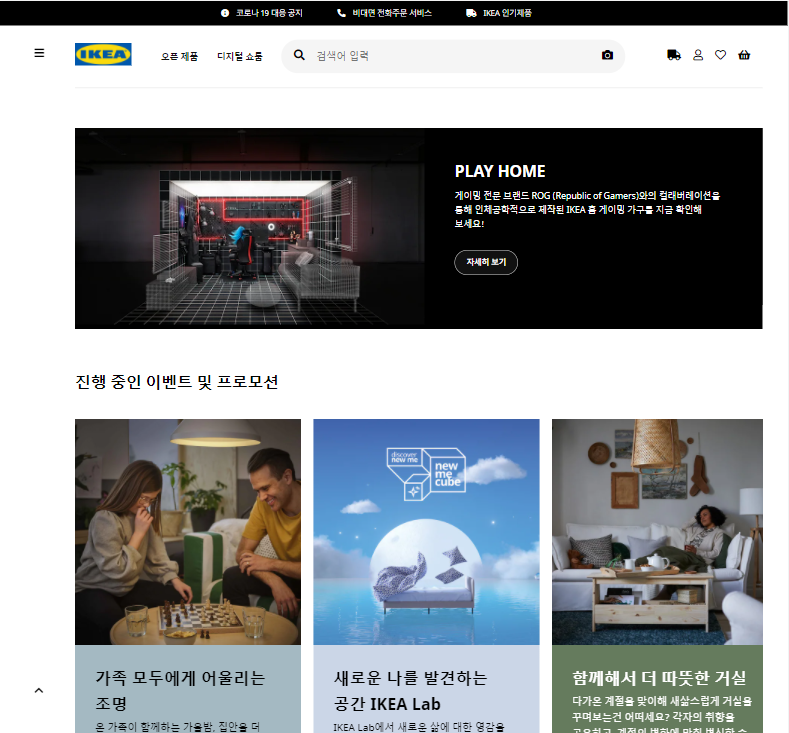 코로나 19 대응 공지 비대면 전화주문 서비스 IKEA 인기제품
IKEA 오픈 제품 디지털 쇼룸 검색어 입력
PLAY HOME
게이밍 전문 브랜드 ROG (Republic of Gamers)와의 컬래버레이션을
통해 인체공학적으로 제작된 IKEA 홈 게이밍 가구를 지금 확인해
보세요!
자세히 보기
진행 중인 이벤트 및 프로모션
discover
new me
new
me
cube
가족 모두에게 어울리는
조명
온 가족이 함께하는 가을밤, 집안을 더
새로운 나를 발견하는
공간 IKEA Lab
IKEA Lab에서 새로운 삶에 대한 영감을
함께해서 더 따뜻한 거실
다가온 계절을 맞이해 새삶스럽게 거실을
꾸며보는건 어떠세요? 각자의 취향을